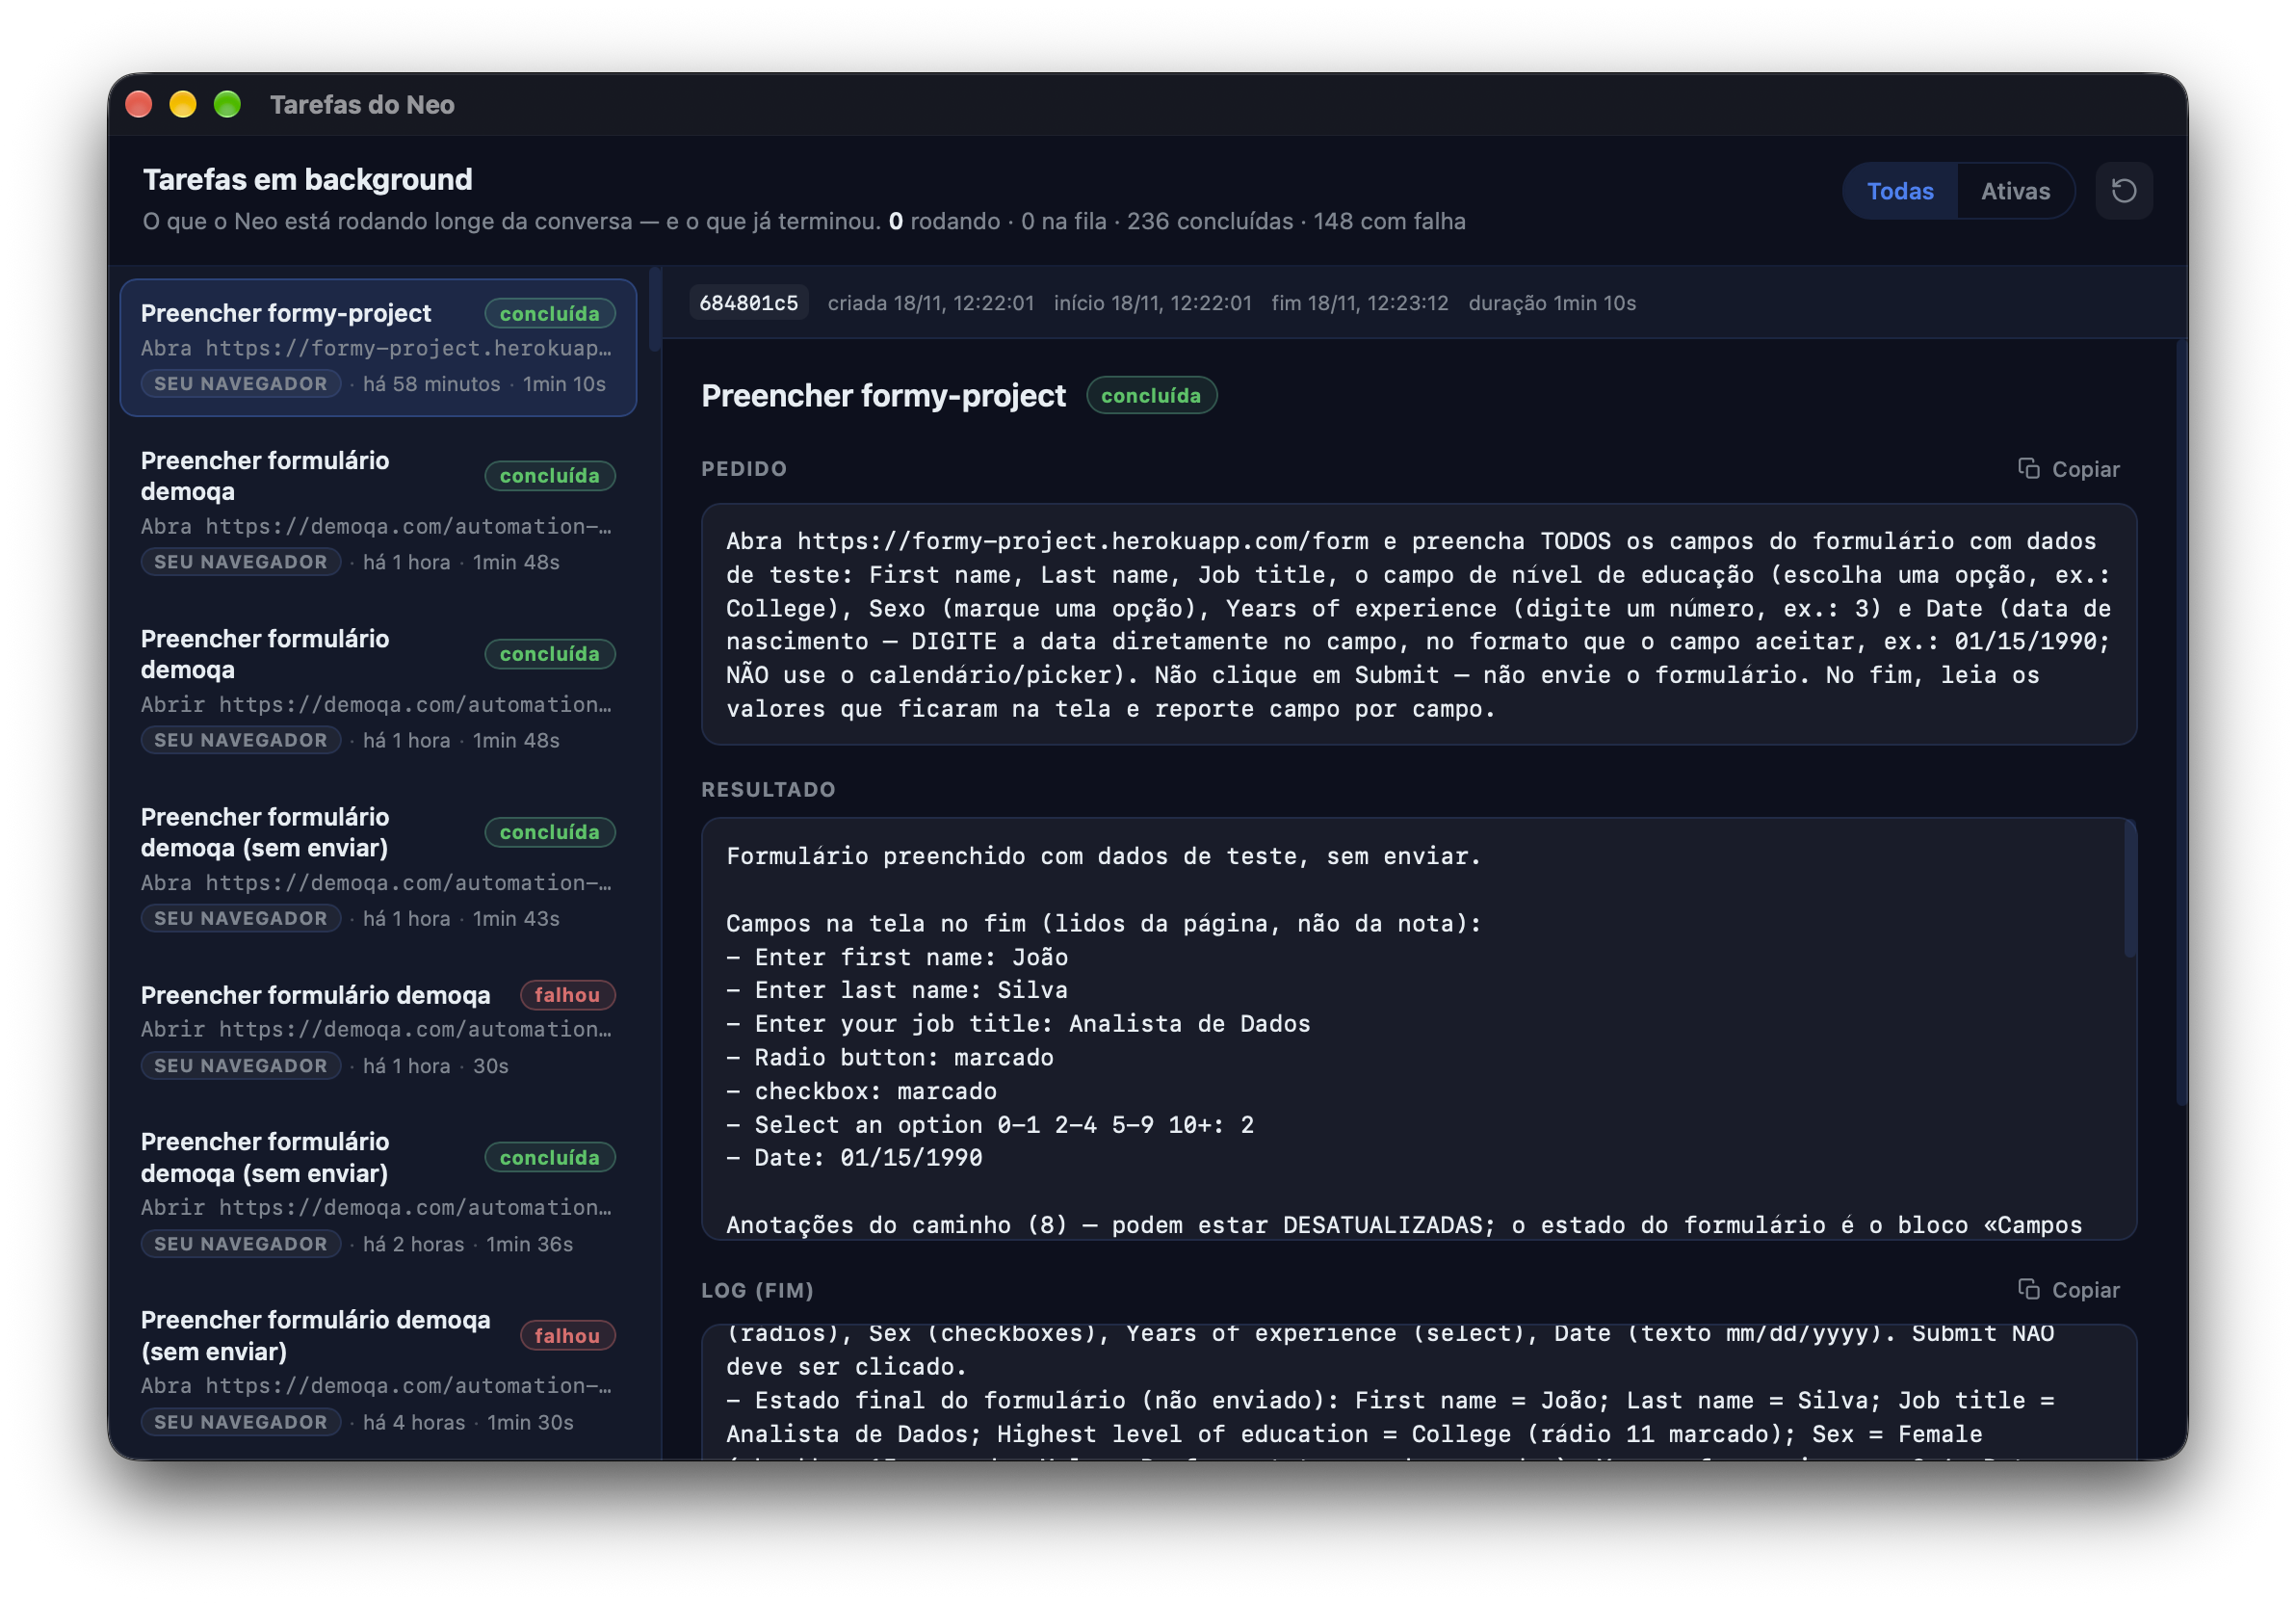 Tarefas do Neo
Tarefas em background
O que o Neo está rodando longe da conversa — e o que já terminou. 0 rodando · 0 na fila · 236 concluídas · 148 com falha
Todas
Ativas
Preencher formy-project
concluída
Abra https://formy-project.herokuap…
SEU NAVEGADOR · há 58 minutos · 1min 10s
Preencher formulário
demoqa
concluída
Abra https://demoqa.com/automation-…
SEU NAVEGADOR · há 1 hora · 1min 48s
Preencher formulário
demoqa
concluída
Abrir https://demoqa.com/automation…
SEU NAVEGADOR · há 1 hora · 1min 48s
Preencher formulário
demoqa (sem enviar)
concluída
Abra https://demoqa.com/automation-…
SEU NAVEGADOR · há 1 hora · 1min 43s
Preencher formulário demoqa
falhou
Abrir https://demoqa.com/automation…
SEU NAVEGADOR · há 1 hora · 30s
Preencher formulário
demoqa (sem enviar)
concluída
Abrir https://demoqa.com/automation…
SEU NAVEGADOR · há 2 horas · 1min 36s
Preencher formulário demoqa
(sem enviar)
falhou
Abra https://demoqa.com/automation-…
SEU NAVEGADOR · há 4 horas · 1min 30s
684801c5 criada 18/11, 12:22:01 início 18/11, 12:22:01 fim 18/11, 12:23:12 duração 1min 10s
Preencher formy-project
concluída
PEDIDO
Copiar
Abra https://formy-project.herokuapp.com/form e preencha TODOS os campos do formulário com dados
de teste: First name, Last name, Job title, o campo de nível de educação (escolha uma opção, ex.:
College), Sexo (marque uma opção), Years of experience (digite um número, ex.: 3) e Date (data de
nascimento — DIGITE a data diretamente no campo, no formato que o campo aceitar, ex.: 01/15/1990;
NÃO use o calendário/picker). Não clique em Submit — não envie o formulário. No fim, leia os
valores que ficaram na tela e reporte campo por campo.
RESULTADO
Formulário preenchido com dados de teste, sem enviar.
Campos na tela no fim (lidos da página, não da nota):
- Enter first name: João
- Enter last name: Silva
- Enter your job title: Analista de Dados
- Radio button: marcado
- checkbox: marcado
- Select an option 0-1 2-4 5-9 10+: 2
- Date: 01/15/1990
Anotações do caminho (8) — podem estar DESATUALIZADAS; o estado do formulário é o bloco «Campos
LOG (FIM)
Copiar
(radios), Sex (checkboxes), Years of experience (select), Date (texto mm/dd/yyyy). Submit NÃO
deve ser clicado.
- Estado final do formulário (não enviado): First name = João; Last name = Silva; Job title =
Analista de Dados; Highest level of education = College (rádio 11 marcado); Sex = Female